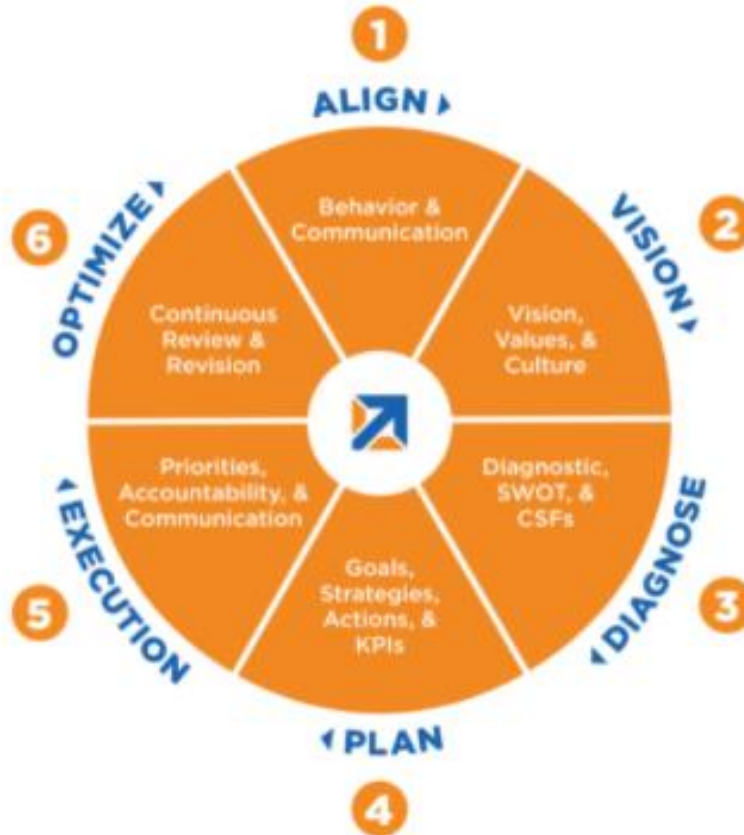 1
ALIGN
Behavior &
Communication
2
VISION
Vision,
Values, &
Culture
3
DIAGNOSE
Diagnostic,
SWOT, &
CSFs
4
PLAN
Goals,
Strategies,
Actions, &
KPIs
5
EXECUTION
Priorities,
Accountability, &
Communication
6
OPTIMIZE
Continuous
Review &
Revision